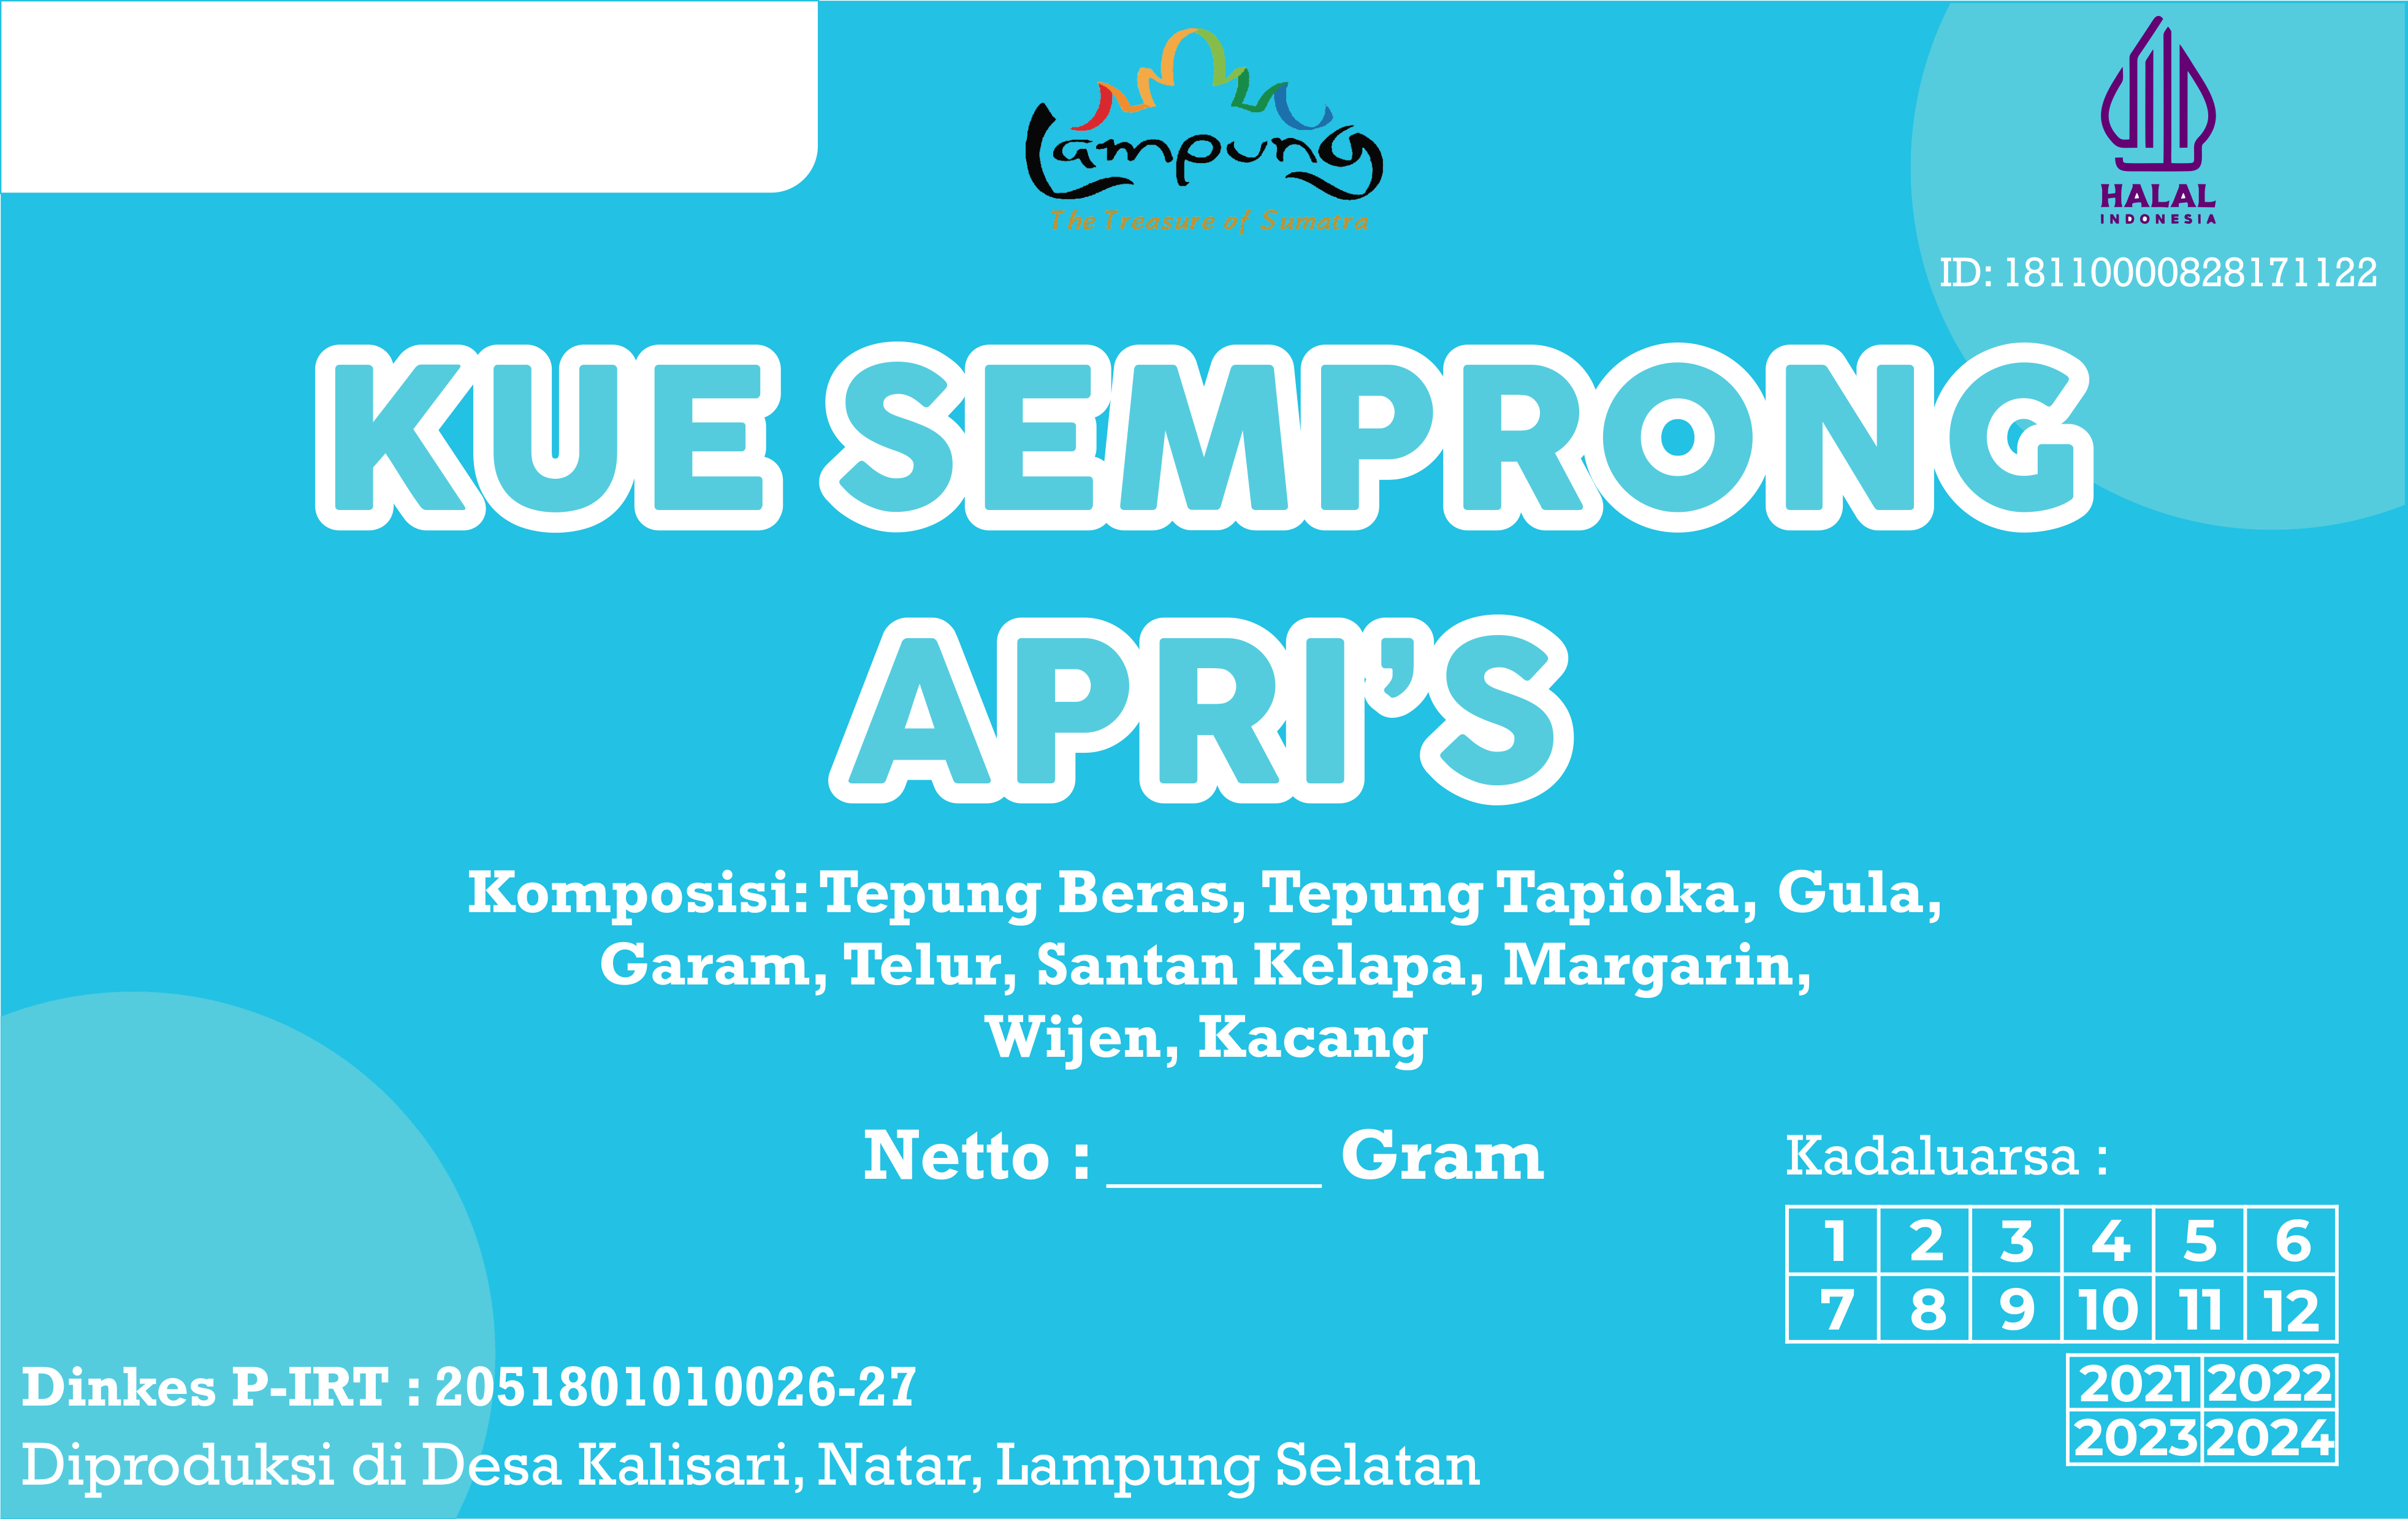 Lampung
The Treasure of Sumatra
HALAL
INDONESIA
ID: 18110000828171122
KUE SEMPRONG
APRI'S
Komposisi: Tepung Beras, Tepung Tapioka, Gula,
Garam, Telur, Santan Kelapa, Margarin,
Wijen, Kacang
Netto : ______ Gram
Kadaluarsa :
1 2 3 4 5 6
7 8 9 10 11 12
2021 2022
2023 2024
Dinkes P-IRT : 2051801010026-27
Diproduksi di Desa Kalisari, Natar, Lampung Selatan